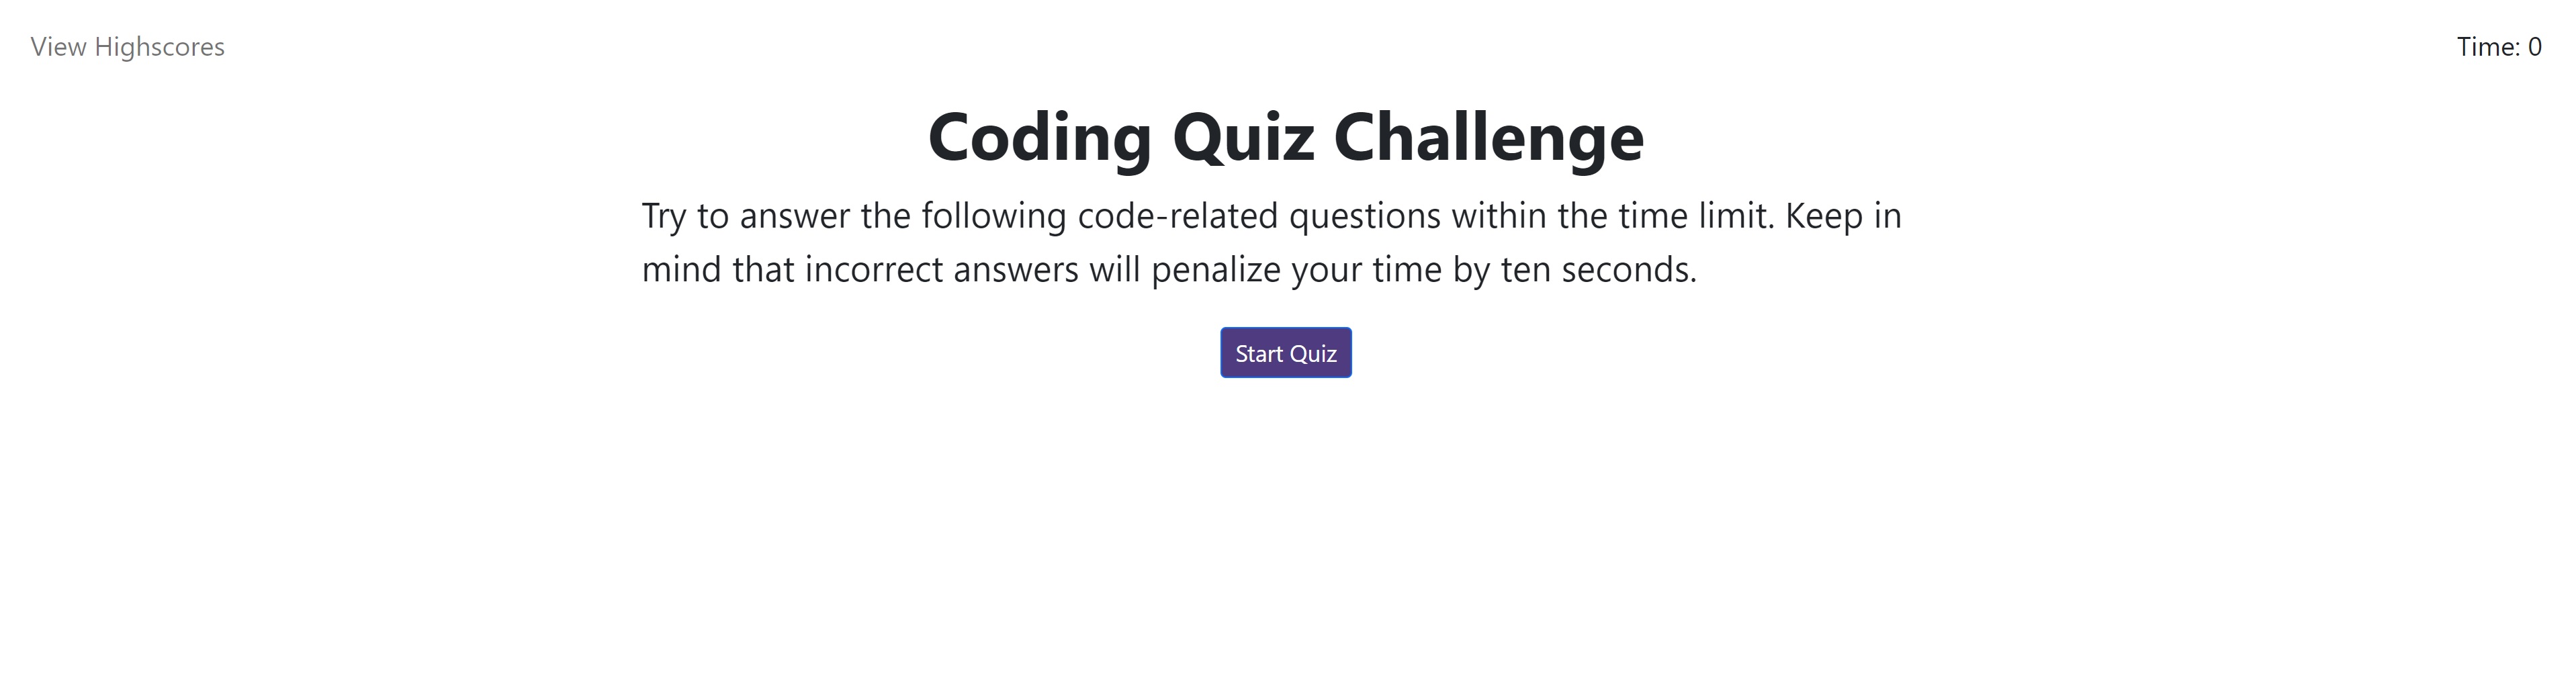 View Highscores
Time: 0
Coding Quiz Challenge
Try to answer the following code-related questions within the time limit. Keep in
mind that incorrect answers will penalize your time by ten seconds.
Start Quiz